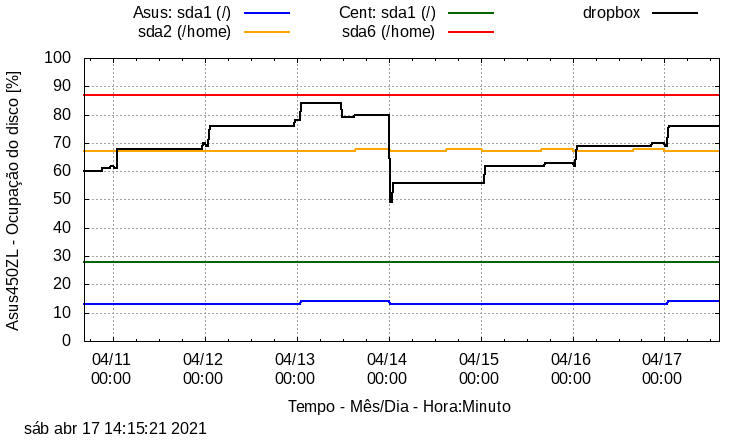 Asus: sda1 (/) Cent: sda1 (/) dropbox
sda2 (/home) sda6 (/home)
Asus450ZL - Ocupação do disco [%]
100
90
80
70
60
50
40
30
20
10
0
04/11 04/12 04/13 04/14 04/15 04/16 04/17
00:00 00:00 00:00 00:00 00:00 00:00 00:00
Tempo - Mês/Dia - Hora:Minuto
sáb abr 17 14:15:21 2021